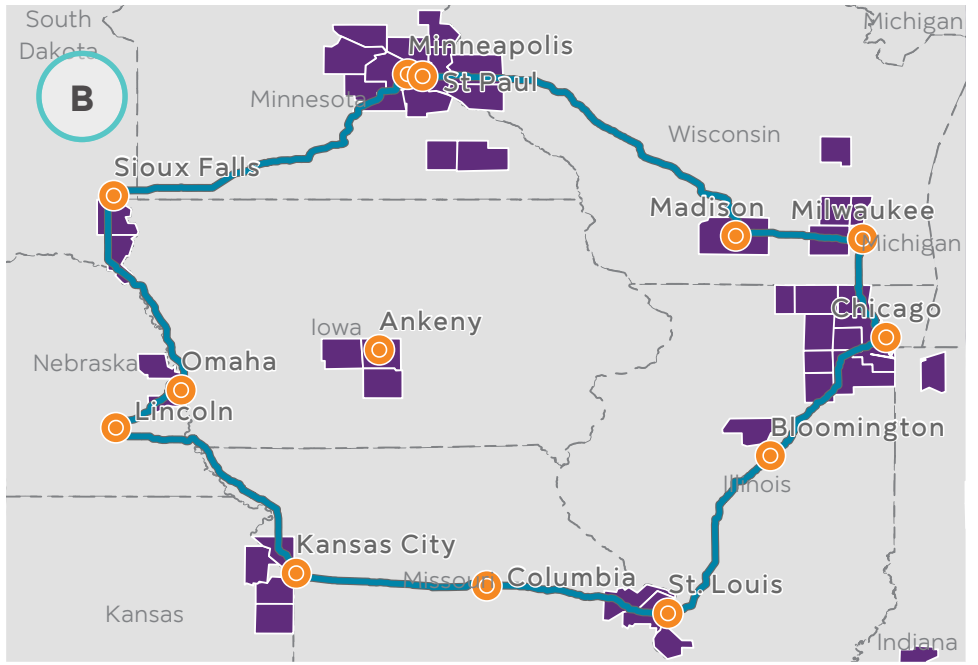 South
Dakota
Michigan
B
Minneapolis
St Paul
Minnesota
Wisconsin
Sioux Falls
Madison
Milwaukee
Michigan
Chicago
Iowa
Ankeny
Nebraska
Omaha
Lincoln
Bloomington
Illinois
Kansas City
Missouri
Columbia
St. Louis
Kansas
Indiana